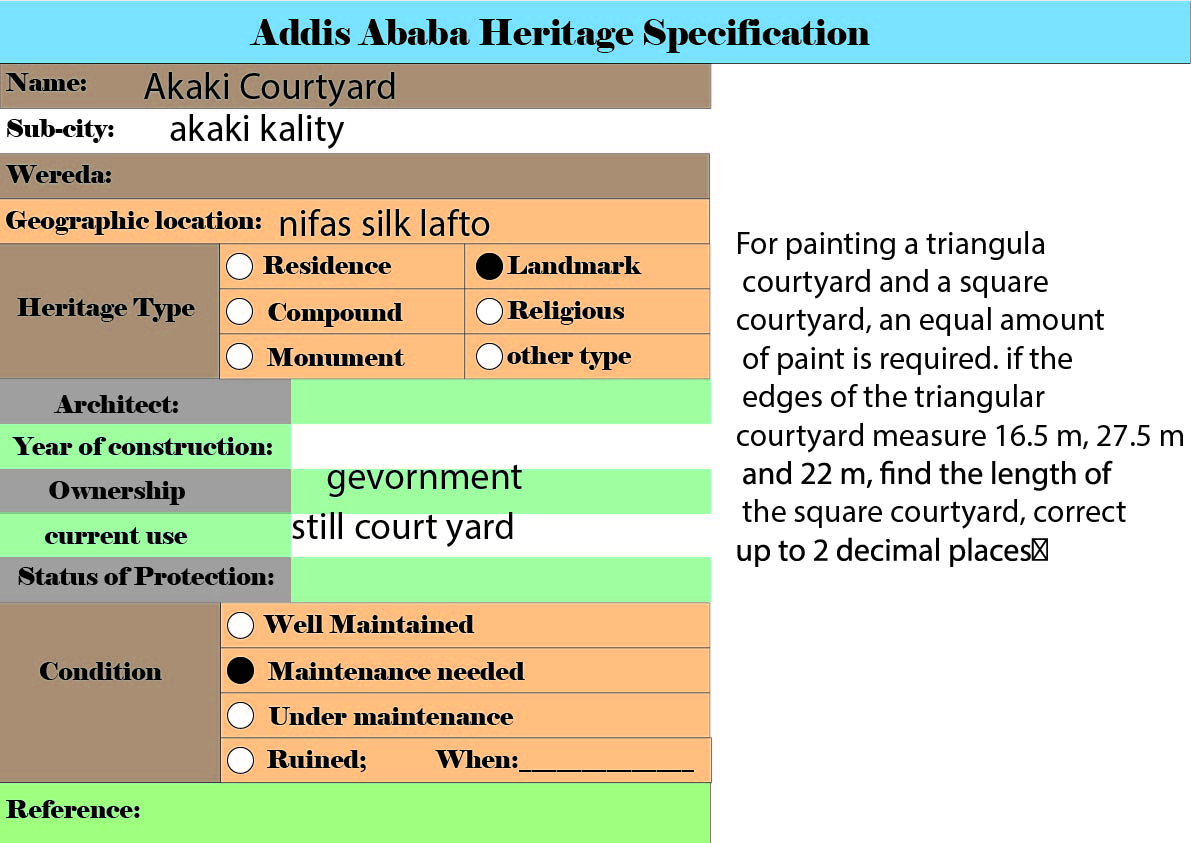 Addis Ababa Heritage Specification
Name: Akaki Courtyard
Sub-city: akaki kality
Wereda:
Geographic location: nifas silk lafto
Heritage Type
Residence
Landmark
Compound
Religious
Monument
other type
Architect:
Year of construction:
Ownership gevornment
current use still court yard
Status of Protection:
Condition
Well Maintained
Maintenance needed
Under maintenance
Ruined; When:_______________
Reference:
For painting a triangula
courtyard and a square
courtyard, an equal amount
of paint is required. if the
edges of the triangular
courtyard measure 16.5 m, 27.5 m
and 22 m, find the length of
the square courtyard, correct
up to 2 decimal places